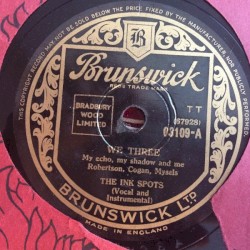 THIS COPYRIGHT RECORD MAY NOT BE SOLD BELOW THE PRICE FIXED BY THE MANUFACTURERS, NOR PUBLICLY
B
Brunswick
REGD TRADE MARK
BRADBURY
WOOD
LIMITED
TT
(67928)
03109-A
WE THREE
My echo, my shadow and me
Robertson, Cogan, Mysels
THE INK SPOTS
(Vocal and
Instrumental)
BRUNSWICK LTD
MADE IN ENGLAND